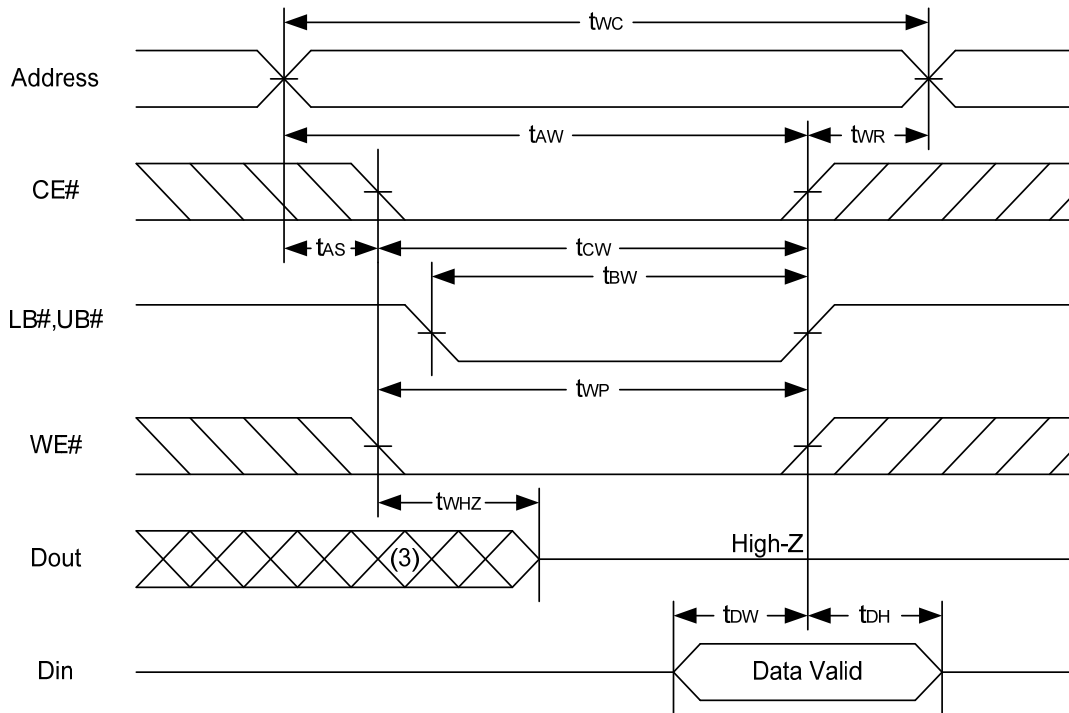 tWC
Address
tAW
tWR
CE#
tAS
tCW
tBW
LB#,UB#
tWP
WE#
tWHZ
Dout
(3)
High-Z
tDW
tDH
Din
Data Valid